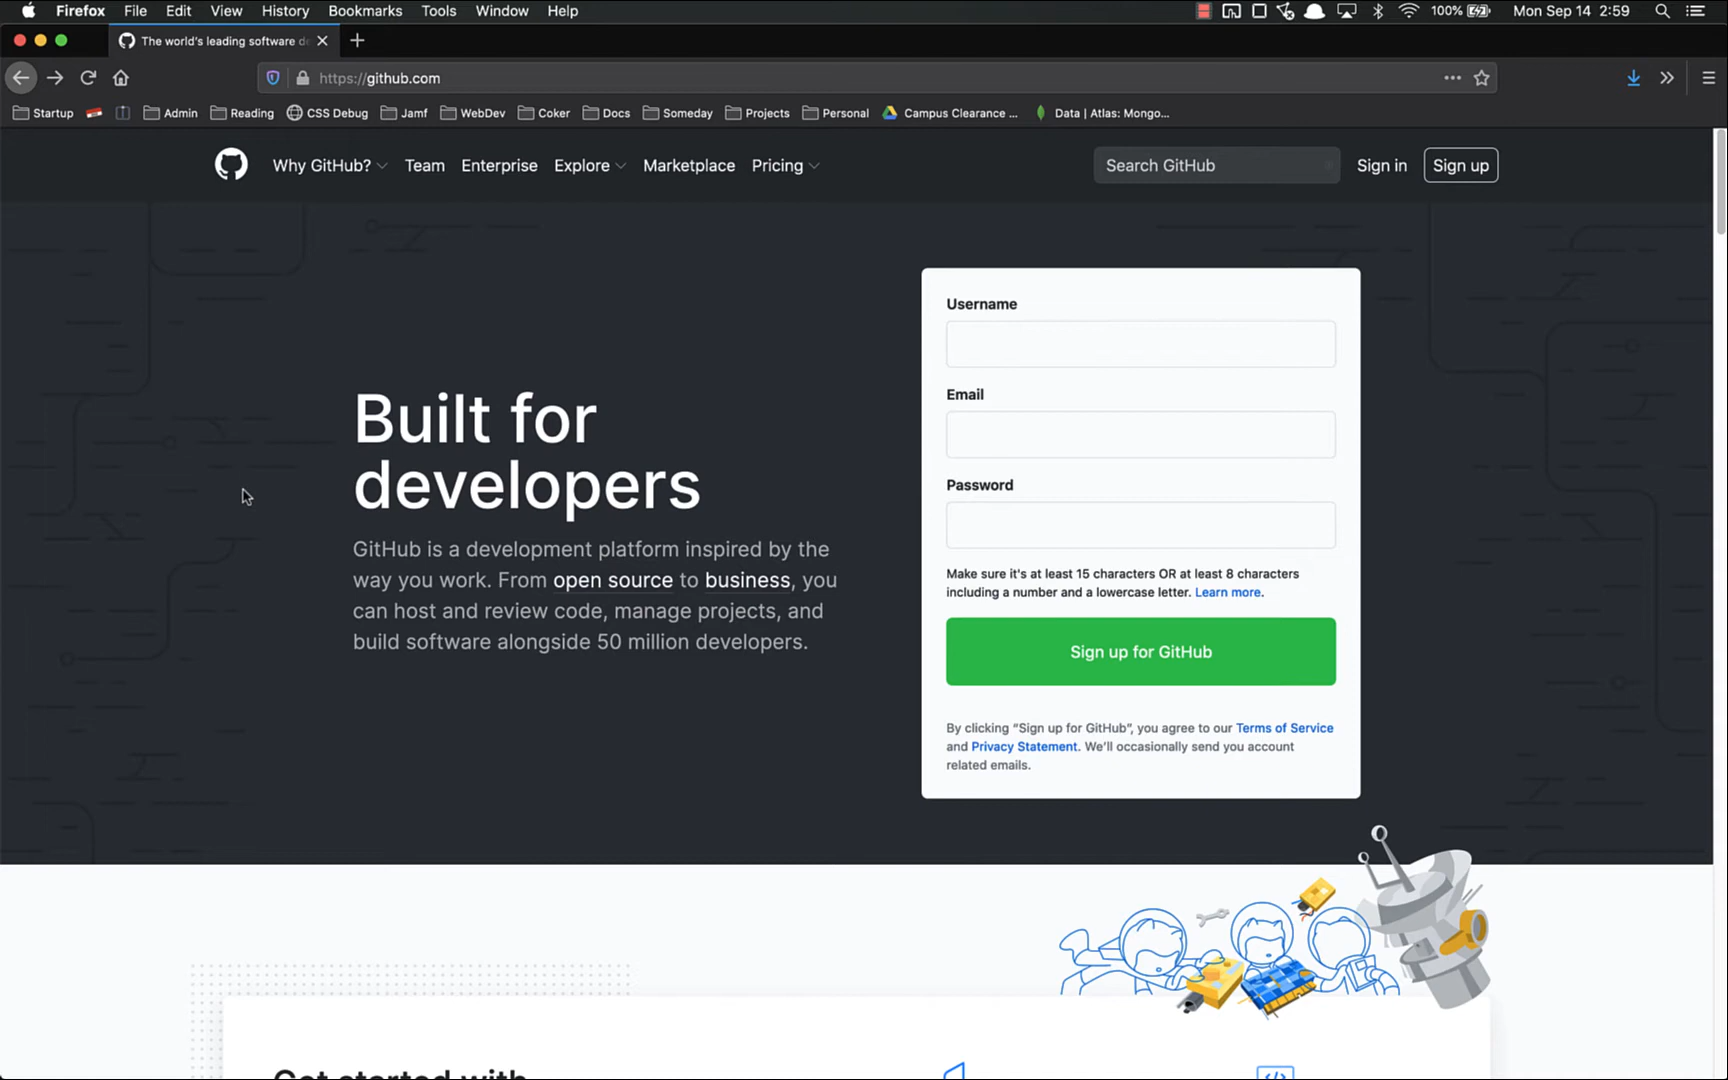 Firefox File Edit View History Bookmarks Tools Window Help 100% Mon Sep 14 2:59
The world's leading software de
https://github.com
Startup Admin Reading CSS Debug Jamf WebDev Coker Docs Someday Projects Personal Campus Clearance ... Data | Atlas: Mongo...
Why GitHub? Team Enterprise Explore Marketplace Pricing Search GitHub Sign in Sign up
Built for
developers
GitHub is a development platform inspired by the
way you work. From open source to business, you
can host and review code, manage projects, and
build software alongside 50 million developers.
Username
Email
Password
Make sure it's at least 15 characters OR at least 8 characters
including a number and a lowercase letter. Learn more.
Sign up for GitHub
By clicking “Sign up for GitHub”, you agree to our Terms of Service
and Privacy Statement. We’ll occasionally send you account
related emails.
Get started with